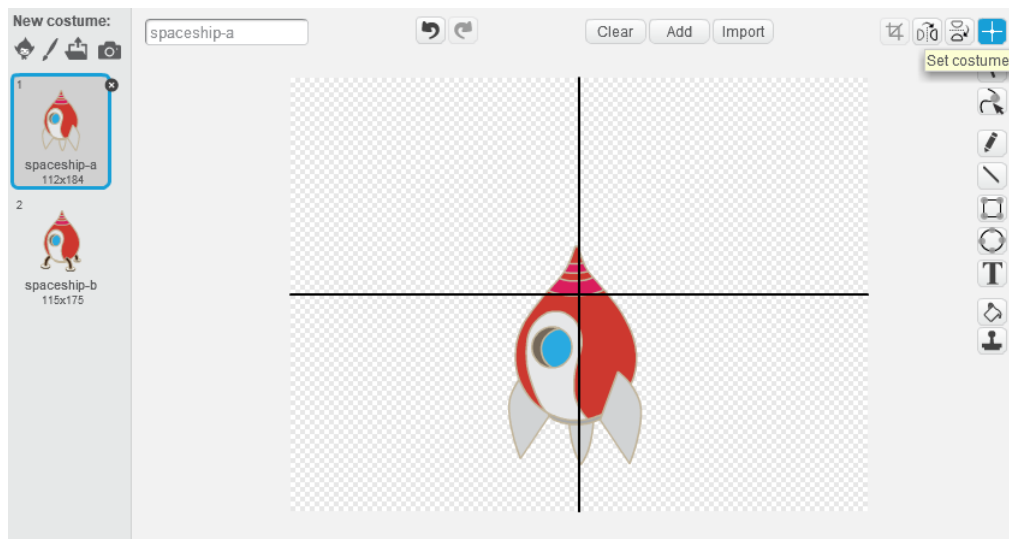 New costume:
spaceship-a
Clear
Add
Import
Set costume
1
spaceship-a
112x184
2
spaceship-b
115x175
T